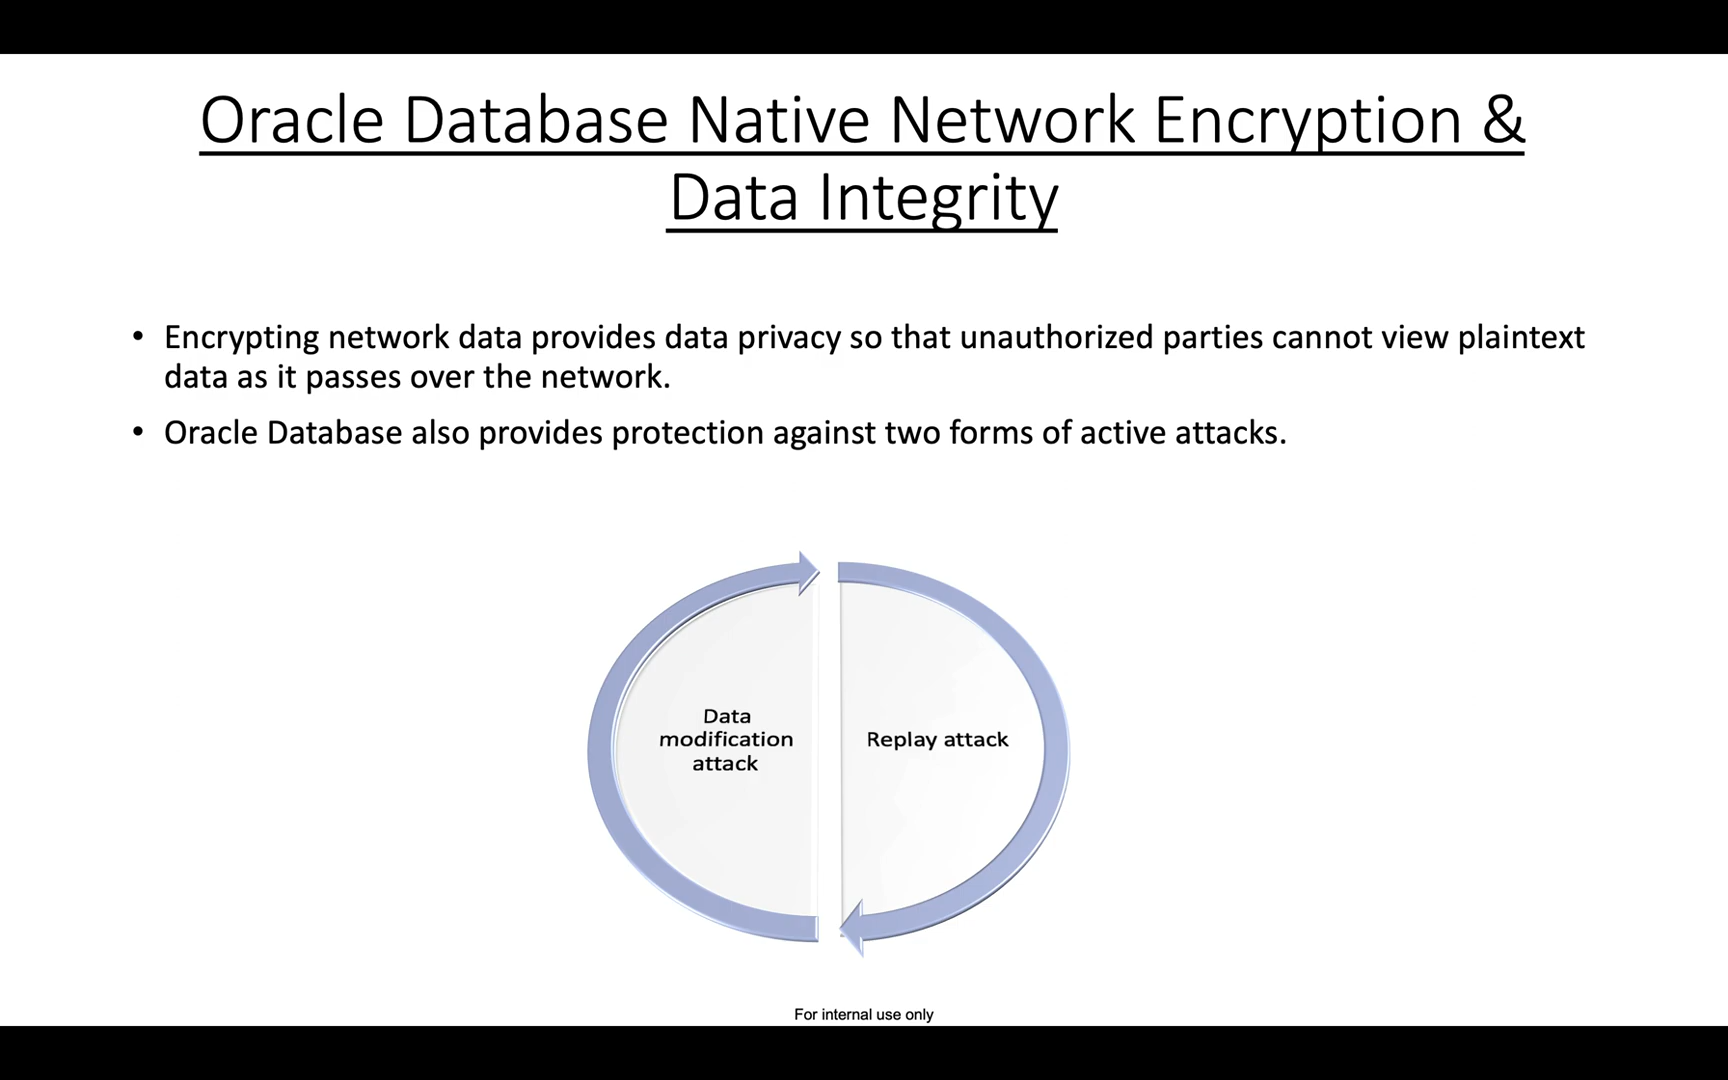 Oracle Database Native Network Encryption &
Data Integrity
• Encrypting network data provides data privacy so that unauthorized parties cannot view plaintext
data as it passes over the network.
• Oracle Database also provides protection against two forms of active attacks.
Data
modification
attack
Replay attack
For internal use only